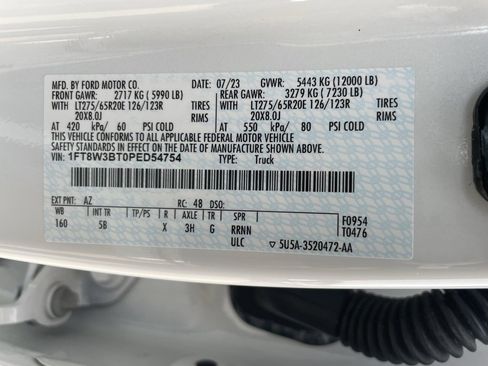 MFD. BY FORD MOTOR CO. 07/23 GVWR: 5443 KG (12000 LB)
FRONT GAWR: 2717 KG (5990 LB) REAR GAWR: 3279 KG (7230 LB)
WITH LT275/65R20E 126/123R TIRES WITH LT275/65R20E 126/123R TIRES
20X8.0J RIMS 20X8.0J RIMS
AT 420 kPa/ 60 PSI COLD AT 550 kPa/ 80 PSI COLD
THIS VEHICLE CONFORMS TO ALL APPLICABLE FEDERAL MOTOR VEHICLE
SAFETY STANDARDS IN EFFECT ON THE DATE OF MANUFACTURE SHOWN ABOVE.
VIN: 1FT8W3BT0PED54754 TYPE: Truck
EXT PNT: AZ RC: 48 DSO:
WB INT TR TP/PS R AXLE TR SPR F0954
160 5B X 3H G RRNN T0476
ULC 5U5A-3520472-AA